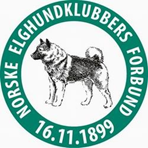 NORSKE ELGHUNDKLUBBERS FORBUND
16.11.1899